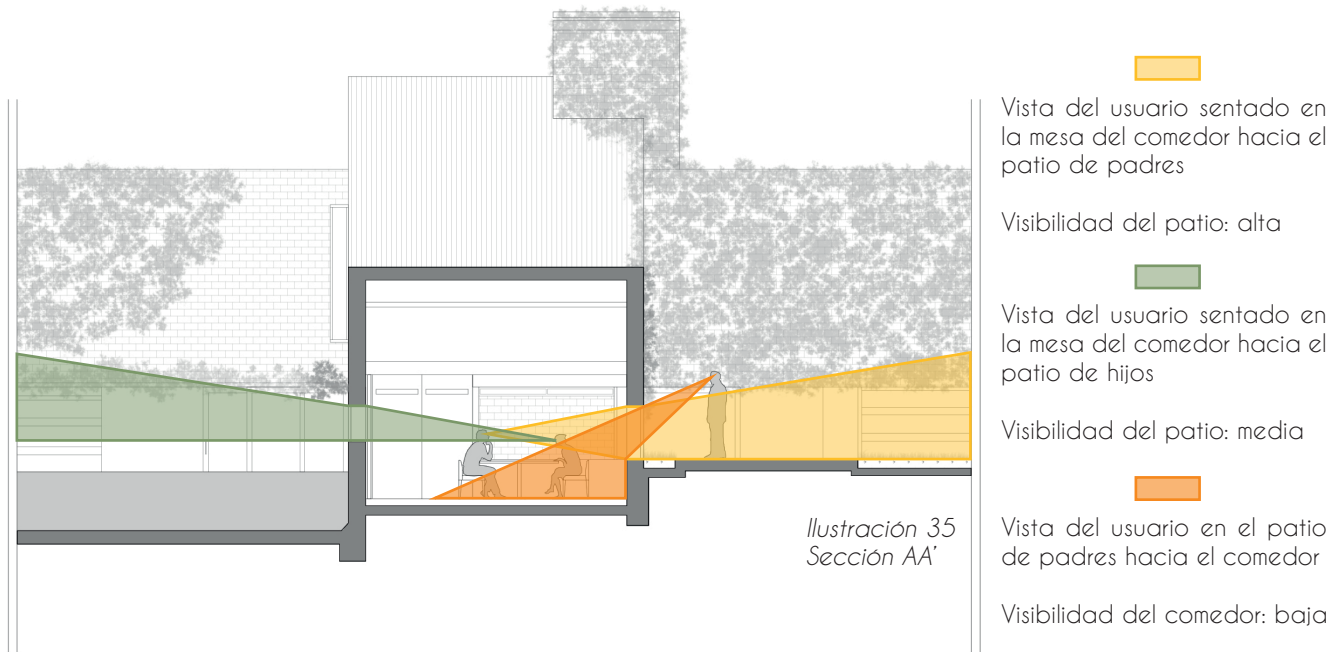 Vista del usuario sentado en
la mesa del comedor hacia el
patio de padres
Visibilidad del patio: alta
Vista del usuario sentado en
la mesa del comedor hacia el
patio de hijos
Visibilidad del patio: media
Vista del usuario en el patio
de padres hacia el comedor
Visibilidad del comedor: baja
Ilustración 35
Sección AA'